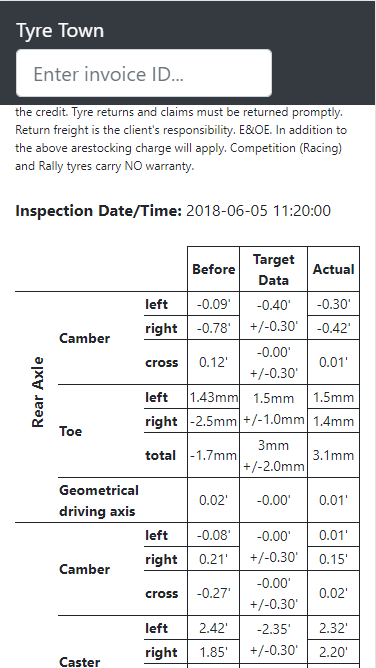 Tyre Town
Enter invoice ID...
the credit. Tyre returns and claims must be returned promptly.
Return freight is the client's responsibility. E&OE. In addition to
the above arestocking charge will apply. Competition (Racing)
and Rally tyres carry NO warranty.
Inspection Date/Time: 2018-06-05 11:20:00
Before Target Data Actual
Rear Axle
Camber
left -0.09' -0.40' +/-0.30' -0.30'
right -0.78' -0.42'
cross 0.12' -0.00' +/-0.30' 0.01'
Toe
left 1.43mm 1.5mm +/-1.0mm 1.5mm
right -2.5mm 1.4mm
total -1.7mm 3mm +/-2.0mm 3.1mm
Geometrical driving axis 0.02' -0.00' 0.01'
Camber
left -0.08' -0.00' +/-0.30' 0.01'
right 0.21' 0.15'
cross -0.27' -0.00' +/-0.30' 0.02'
Caster
left 2.42' -2.35' +/-0.30' 2.32'
right 1.85' 2.20'